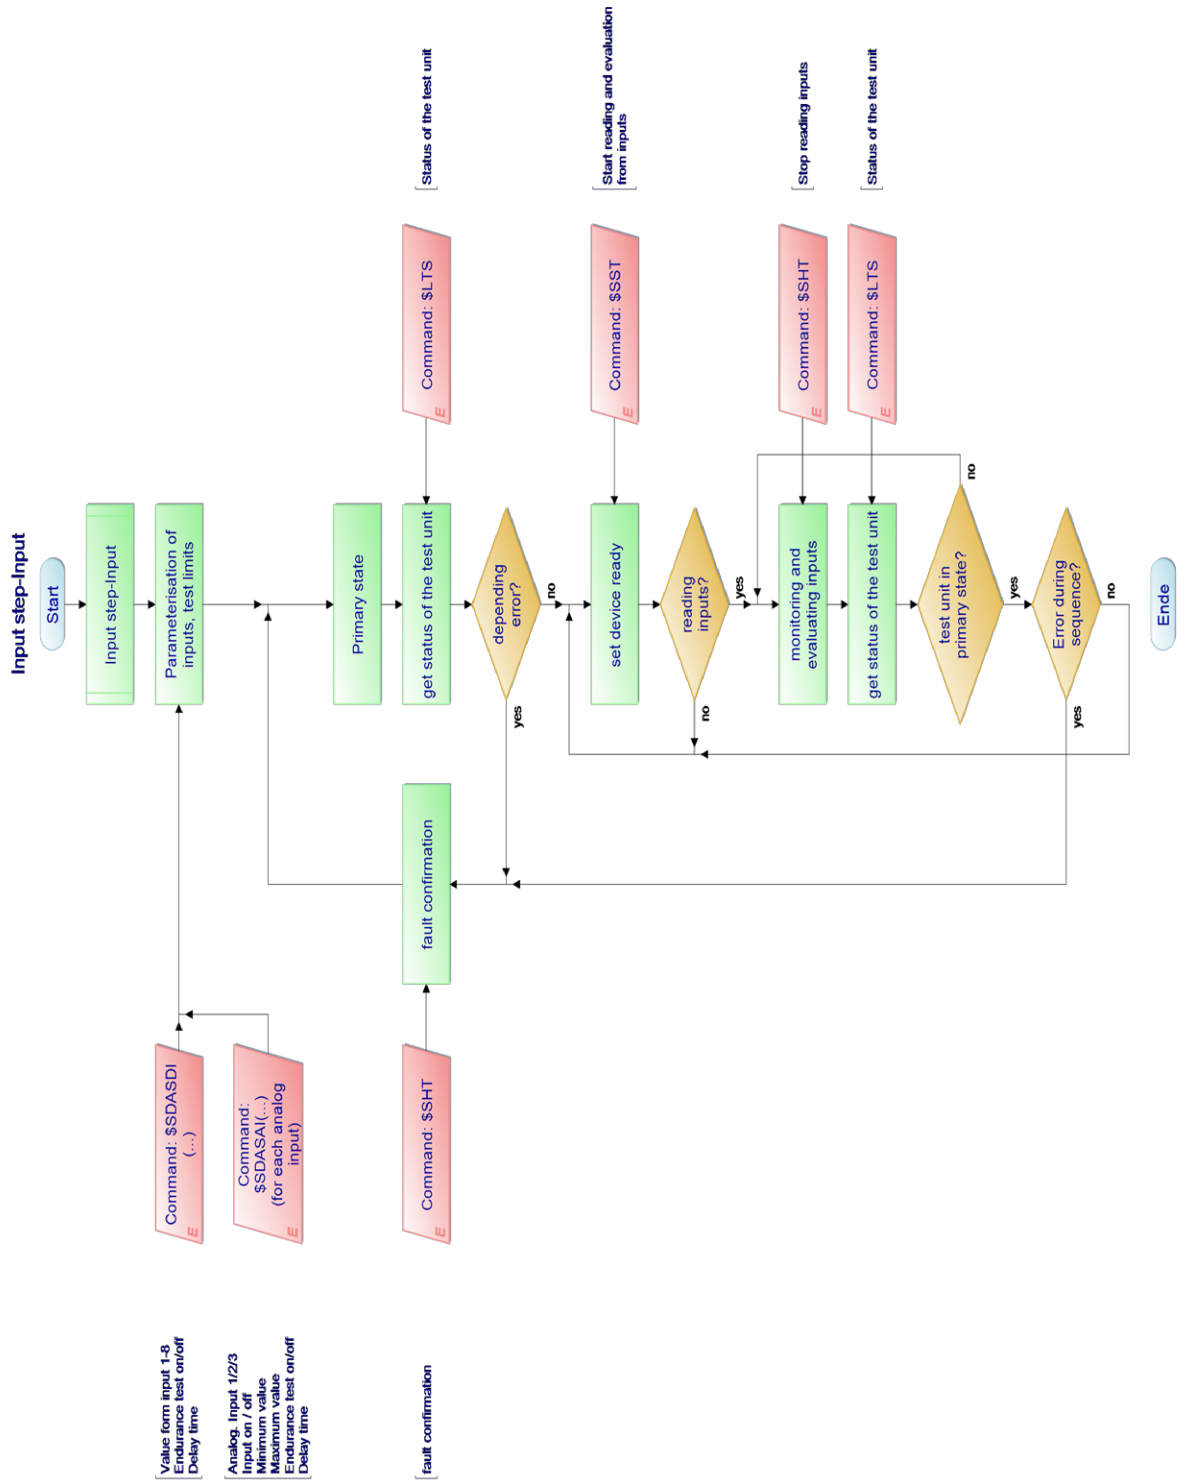 Input step-Input
Start
Input step-Input
Parameterisation of
inputs, test limits
Primary state
get status of the test unit
depending
error?
no
yes
set device ready
reading
inputs?
yes
no
monitoring and
evaluating inputs
get status of the test unit
test unit in
primary state?
no
yes
Error during
sequence?
no
yes
Ende
Command: $LTS
E
Status of the test unit
Command: $SST
E
Start reading and evaluation
from inputs
Command: $SHT
E
Stop reading inputs
Command: $LTS
E
Status of the test unit
fault confirmation
Command: $SDASDI
(...)
E
Command:
$SDASAI(...)
(for each analog
input)
E
Command: $SHT
E
Value form input 1-8
Endurance test on/off
Delay time
Analog. Input 1/2/3
Input on / off
Minimum value
Maximum value
Endurance test on/off
Delay time
fault confirmation